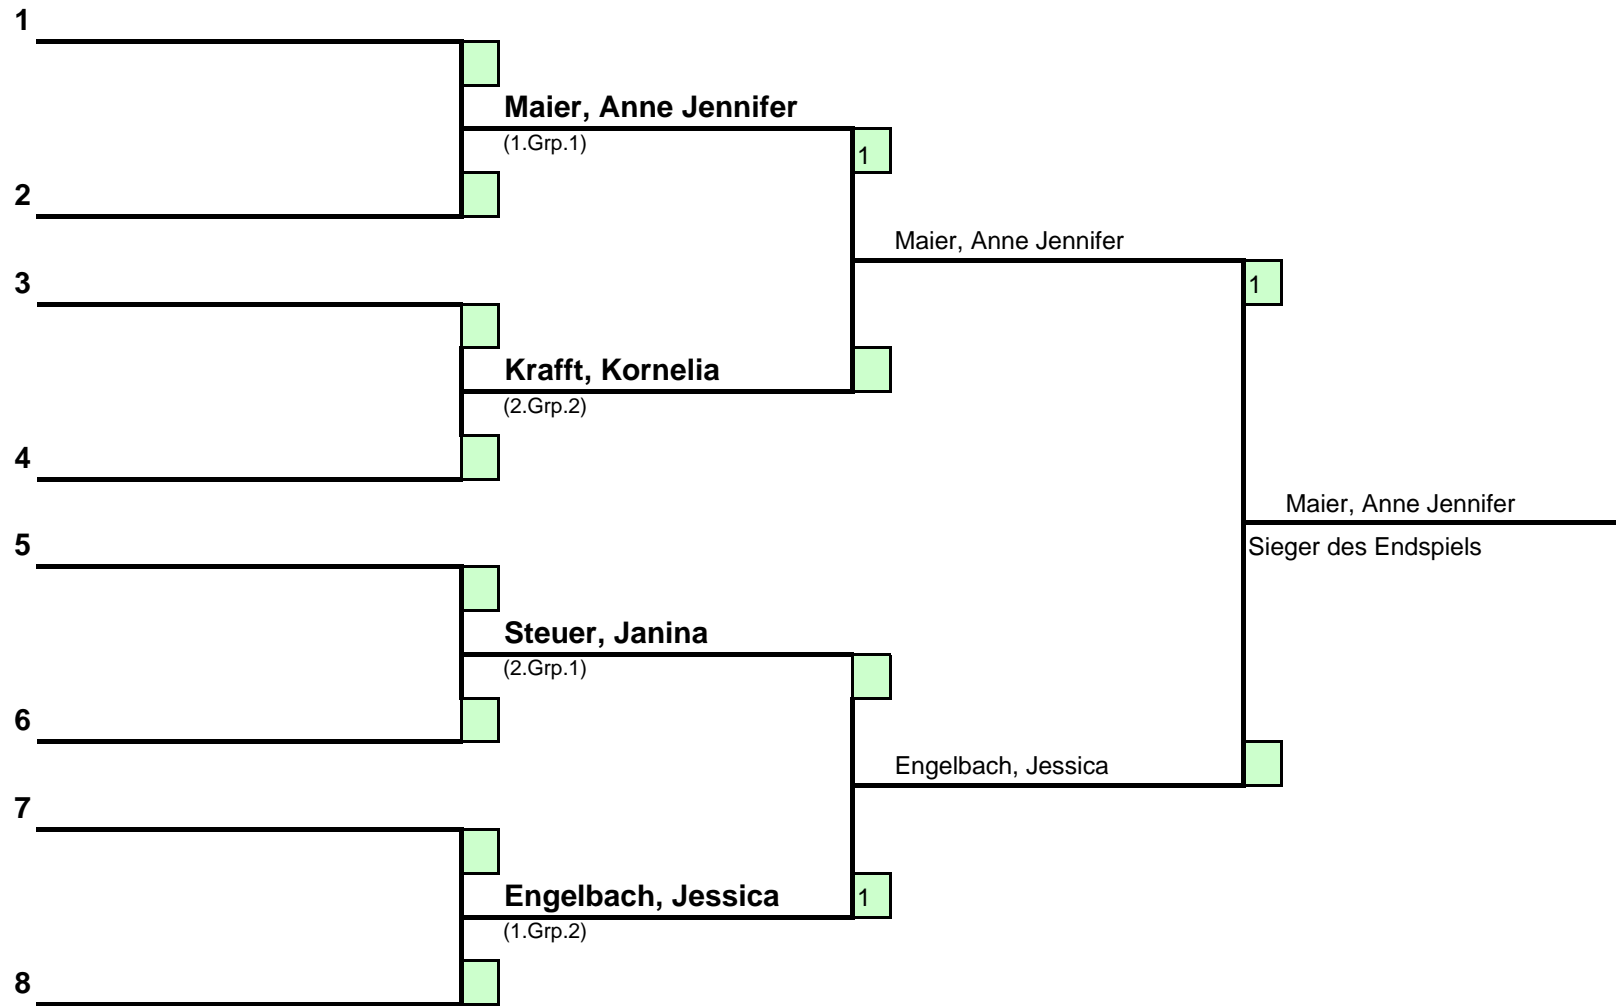 1
Maier, Anne Jennifer
(1.Grp.1)
1
2
Maier, Anne Jennifer
3
1
Krafft, Kornelia
(2.Grp.2)
4
Maier, Anne Jennifer
5
Sieger des Endspiels
Steuer, Janina
(2.Grp.1)
6
Engelbach, Jessica
7
Engelbach, Jessica
1
(1.Grp.2)
8